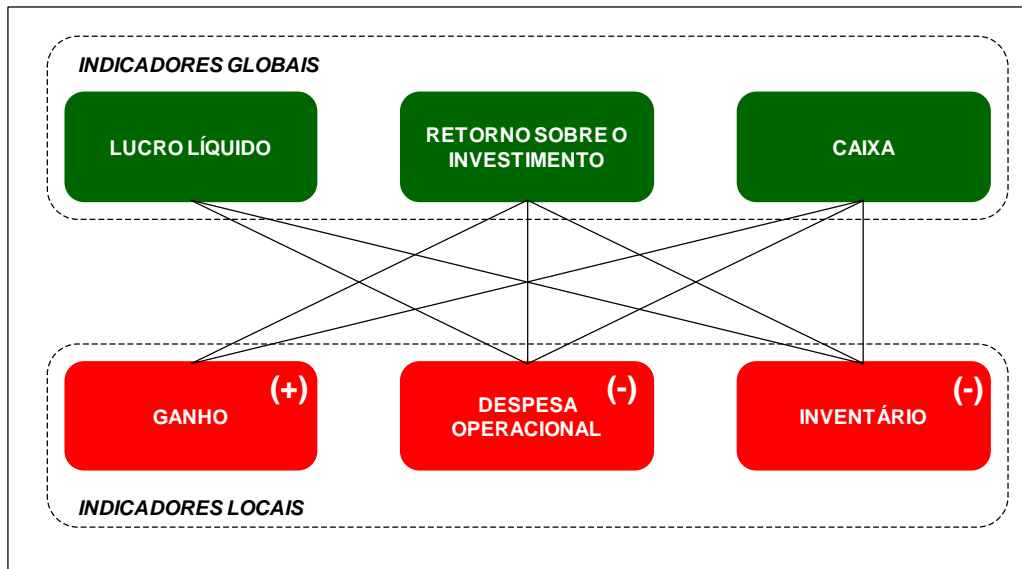 INDICADORES GLOBAIS
LUCRO LÍQUIDO
RETORNO SOBRE O
INVESTIMENTO
CAIXA
(+)
GANHO
(-)
DESPESA
OPERACIONAL
(-)
INVENTÁRIO
INDICADORES LOCAIS